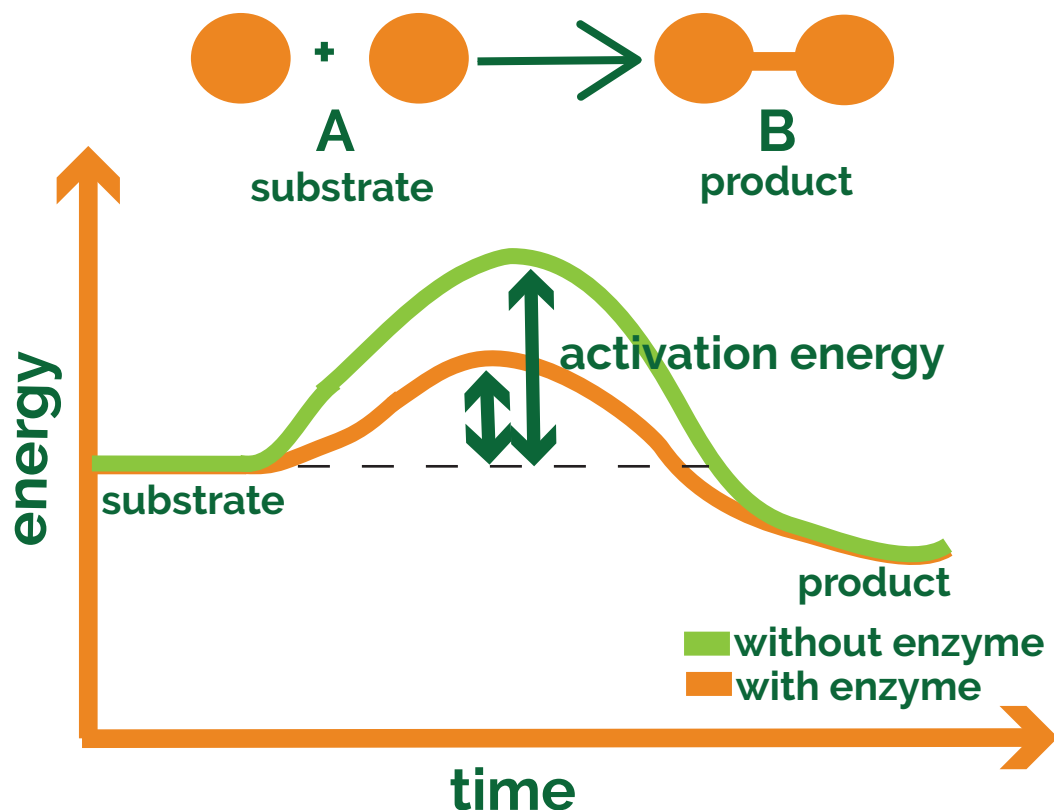 +
A
B
substrate
product
energy
activation energy
substrate
product
without enzyme
with enzyme
time